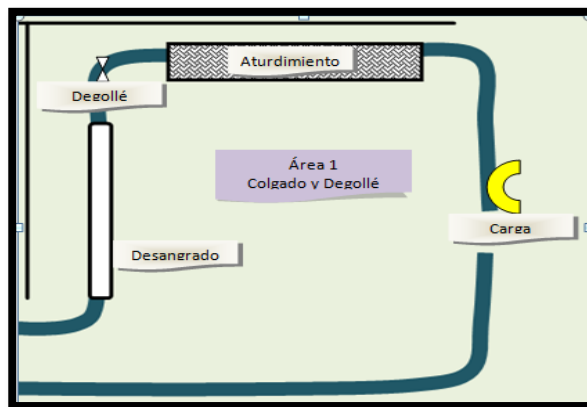 Aturdimiento
Degollé
Área 1
Colgado y Degollé
Carga
Desangrado